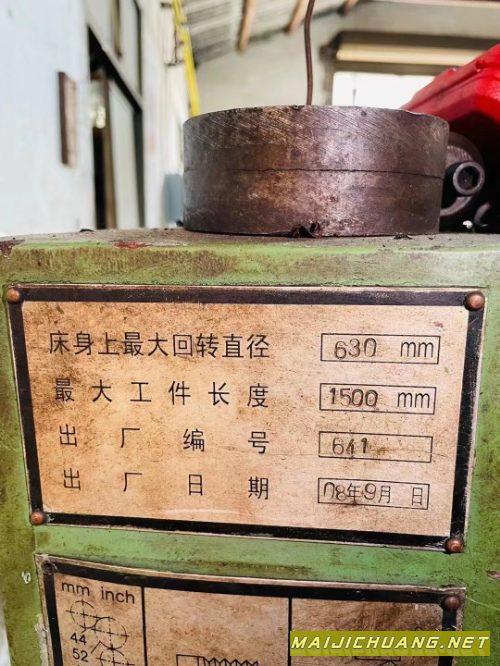 床身上最大回转直径 630 mm
最大工件长度 1500 mm
出厂编号 641
出厂日期 08年9月 日
mm inch
44
52
MAIJICHUANG.NET